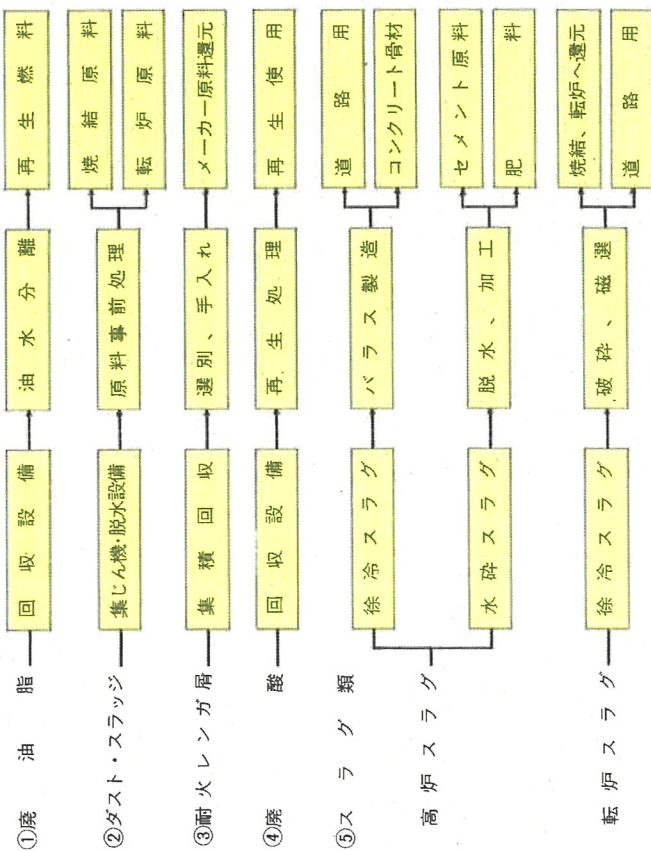 ①廃油脂
回収設備
油水分離
再生燃料
②ダスト・スラッジ
集じん機・脱水設備
原料事前処理
焼結原料
転炉原料
③耐火レンガ屑
集積回収
選別、手入れ
メーカー原料還元
④廃酸
回収設備
再生処理
再生使用
⑤スラグ類
高炉スラグ
徐冷スラグ
バラス製造
道路用
コンクリート骨材
水砕スラグ
脱水、加工
セメント原料
肥料
転炉スラグ
徐冷スラグ
破砕、磁選
焼結、転炉へ還元
道路用